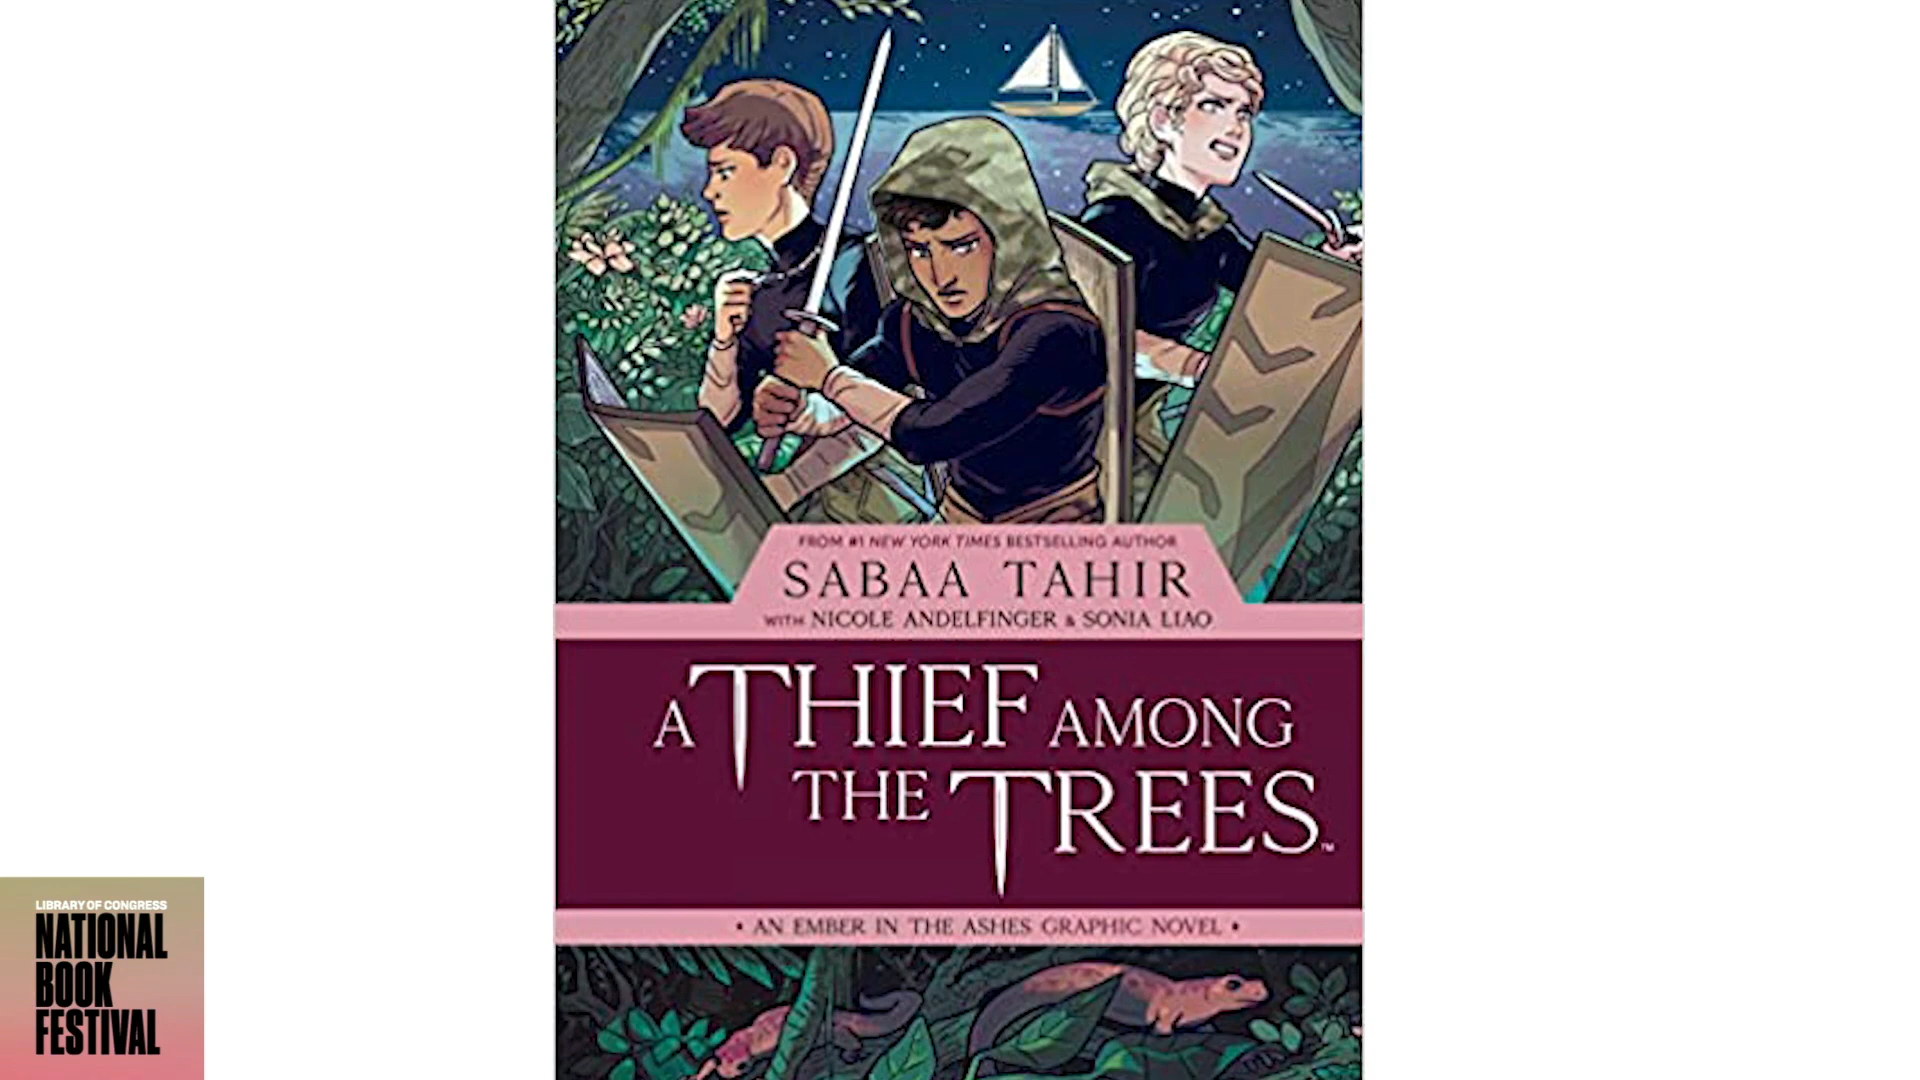 FROM #1 NEW YORK TIMES BESTSELLING AUTHOR
SABAA TAHIR
WITH NICOLE ANDELFINGER & SONIA LIAO
A THIEF AMONG
THE TREES™
• AN EMBER IN THE ASHES GRAPHIC NOVEL •
LIBRARY OF CONGRESS
NATIONAL
BOOK
FESTIVAL